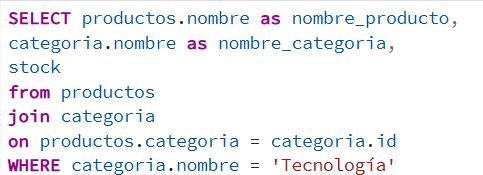 SELECT productos.nombre as nombre_producto,
categoria.nombre as nombre_categoria,
stock
from productos
join categoria
on productos.categoria = categoria.id
WHERE categoria.nombre = 'Tecnología'